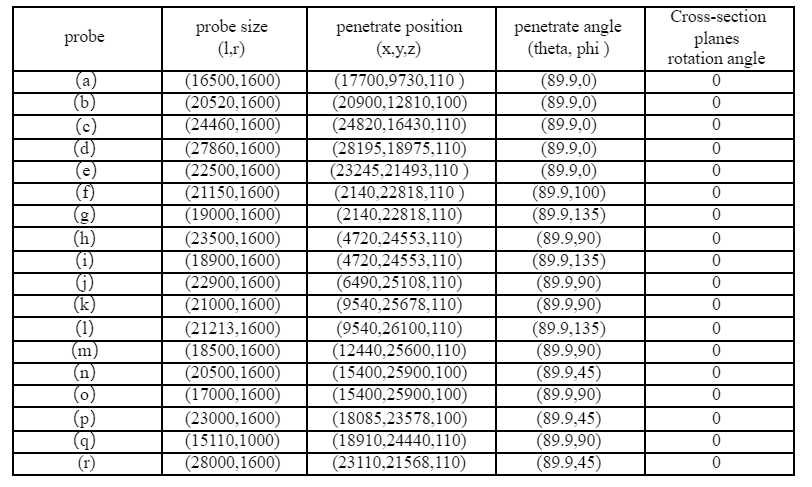 probe probe size (l,r) penetrate position (x,y,z) penetrate angle (theta, phi ) Cross-section planes rotation angle
(a) (16500,1600) (17700,9730,110 ) (89.9,0) 0
(b) (20520,1600) (20900,12810,100) (89.9,0) 0
(c) (24460,1600) (24820,16430,110) (89.9,0) 0
(d) (27860,1600) (28195,18975,110) (89.9,0) 0
(e) (22500,1600) (23245,21493,110 ) (89.9,0) 0
(f) (21150,1600) (2140,22818,110 ) (89.9,100) 0
(g) (19000,1600) (2140,22818,110) (89.9,135) 0
(h) (23500,1600) (4720,24553,110) (89.9,90) 0
(i) (18900,1600) (4720,24553,110) (89.9,135) 0
(j) (22900,1600) (6490,25108,110) (89.9,90) 0
(k) (21000,1600) (9540,25678,110) (89.9,90) 0
(l) (21213,1600) (9540,26100,110) (89.9,135) 0
(m) (18500,1600) (12440,25600,110) (89.9,90) 0
(n) (20500,1600) (15400,25900,100) (89.9,45) 0
(o) (17000,1600) (15400,25900,100) (89.9,90) 0
(p) (23000,1600) (18085,23578,100) (89.9,45) 0
(q) (15110,1000) (18910,24440,110) (89.9,90) 0
(r) (28000,1600) (23110,21568,110) (89.9,45) 0